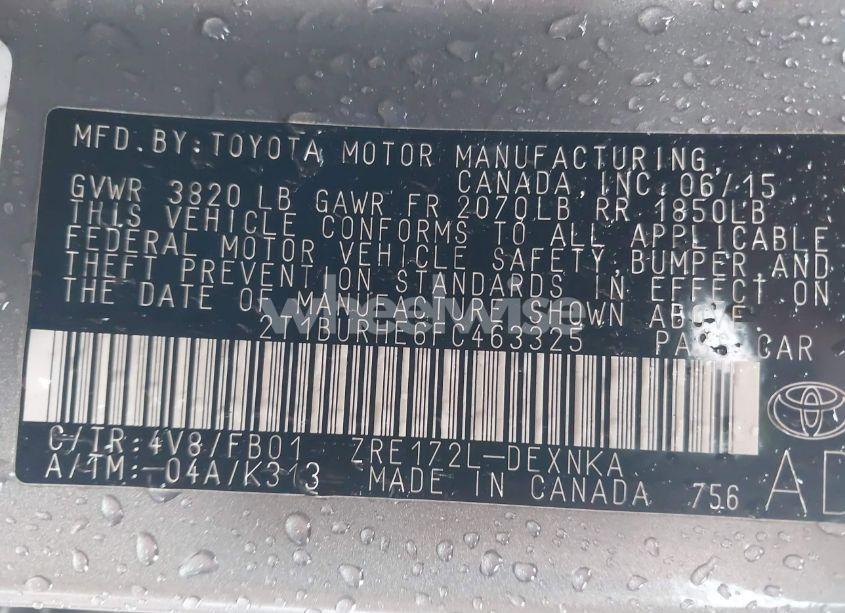 MFD. BY: TOYOTA MOTOR MANUFACTURING,
CANADA, INC. 06/15
GVWR 3820 LB GAWR FR 2070LB RR 1850LB
THIS VEHICLE CONFORMS TO ALL APPLICABLE
FEDERAL MOTOR VEHICLE SAFETY, BUMPER, AND
THEFT PREVENTION STANDARDS IN EFFECT ON
THE DATE OF MANUFACTURE SHOWN ABOVE.
wheelwise
CAR
C/TR: 4V8/FB01 ZRE172L-DEXNKA
A/TM: -04A/K313 MADE IN CANADA 756